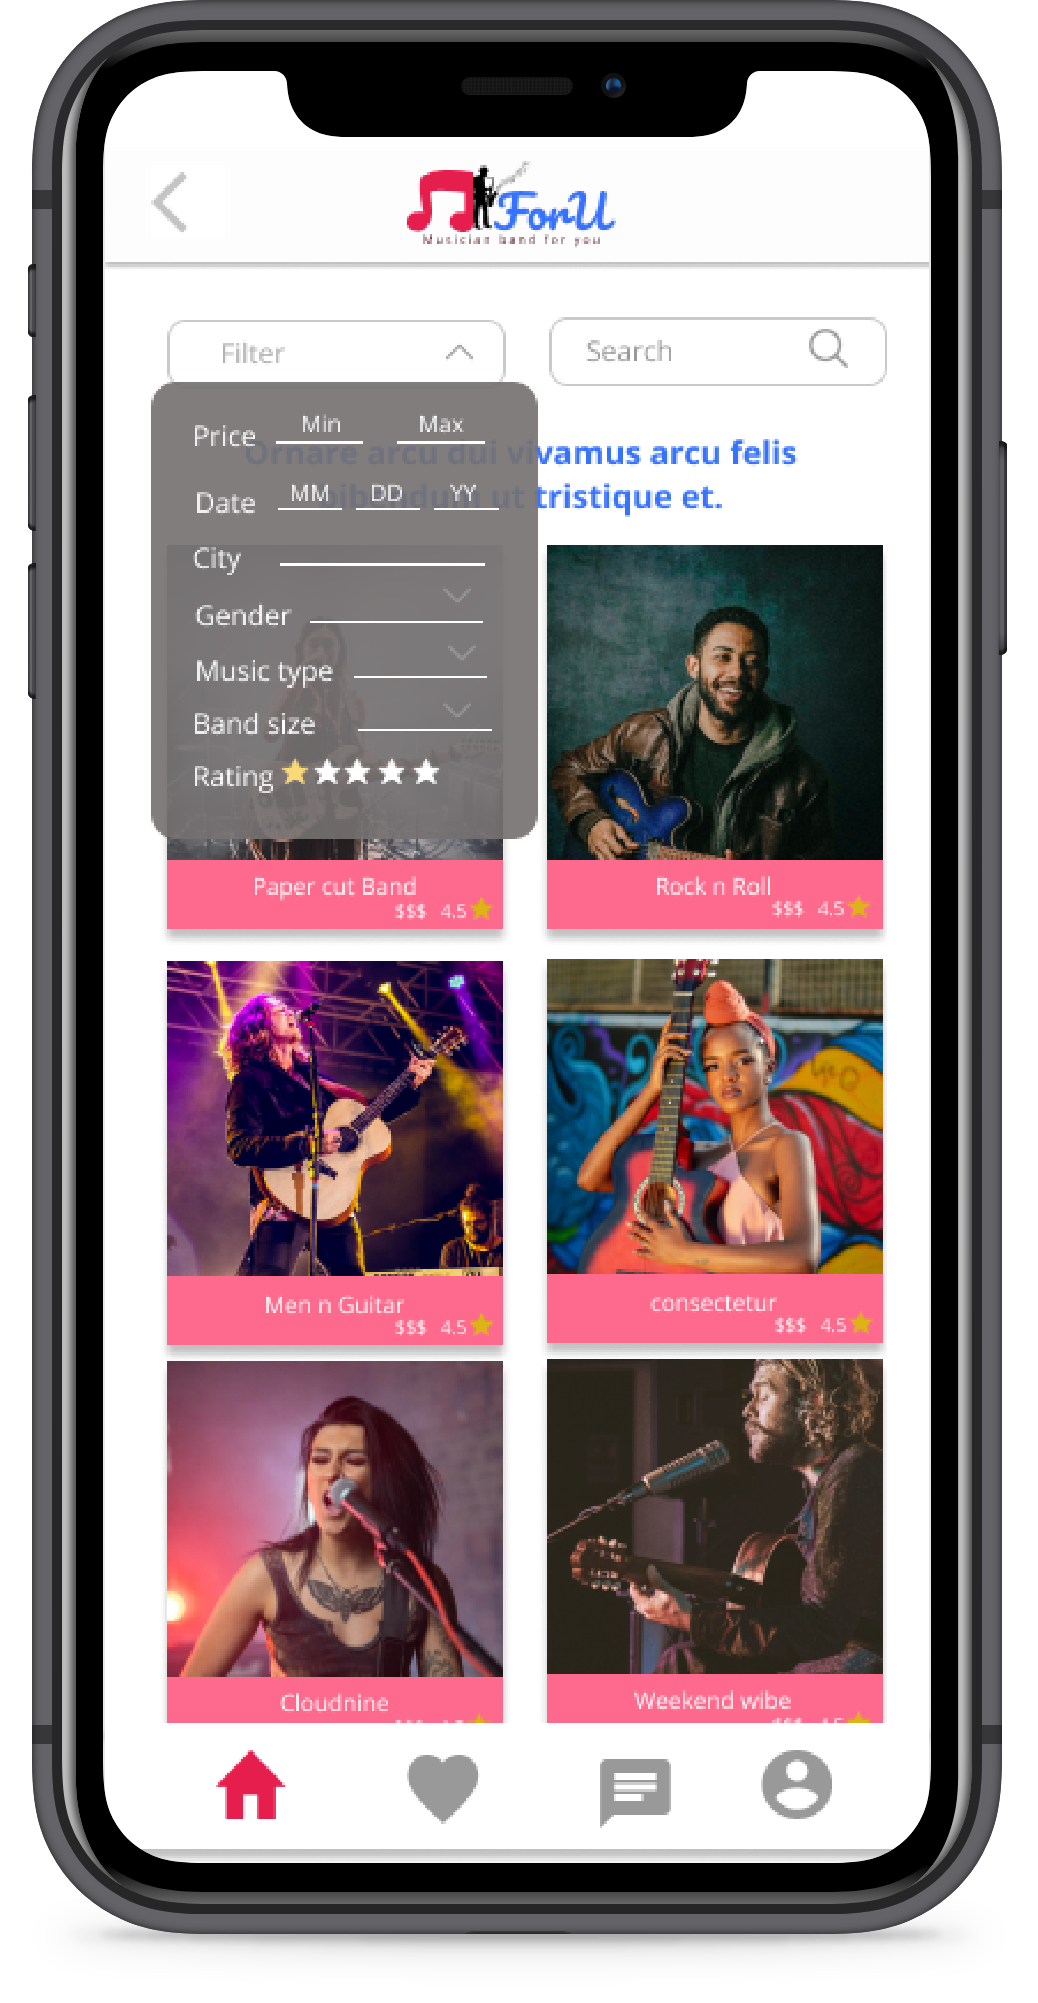 ForU
Musician band for you
Filter
Search
Price Min Max
Ornare arcu dui vivamus arcu felis
bibendum ut tristique et.
Date MM DD YY
City
Gender
Music type
Band size
Rating
Paper cut Band
$$$ 4.5
Rock n Roll
$$$ 4.5
Men n Guitar
$$$ 4.5
consectetur
$$$ 4.5
Cloudnine
Weekend wibe